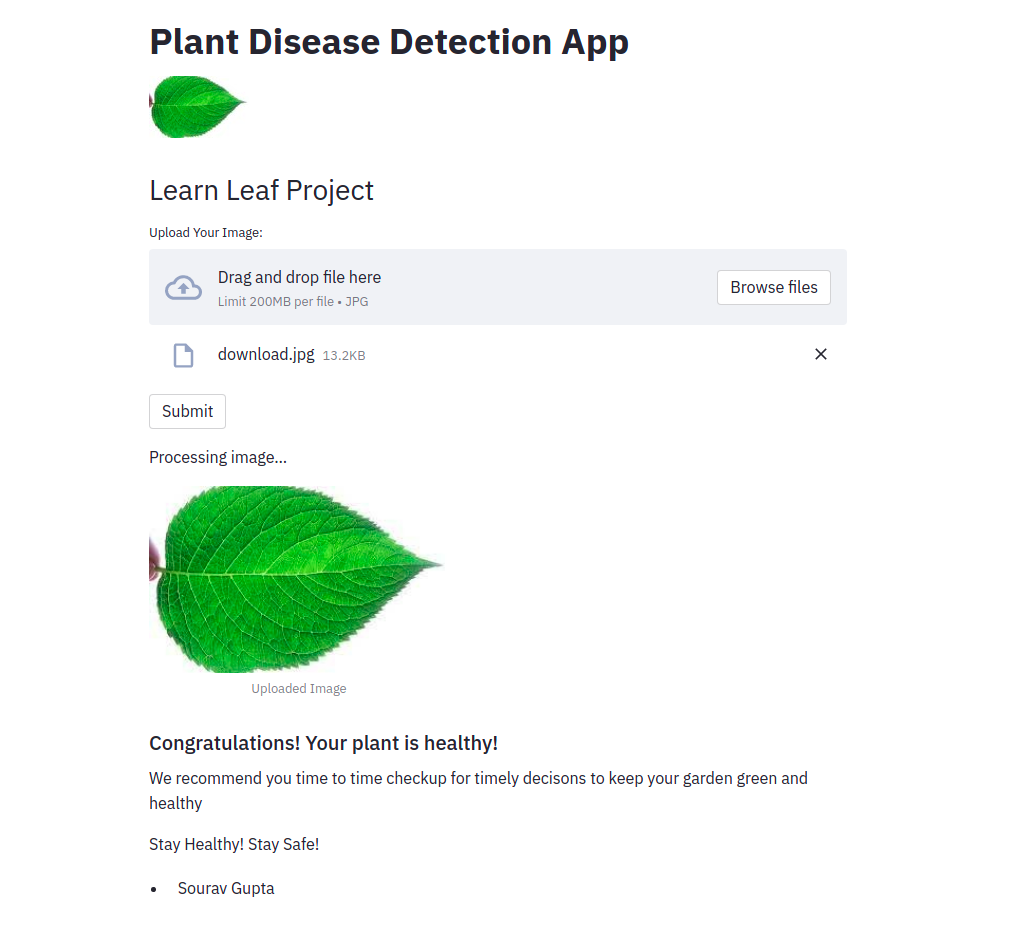 Plant Disease Detection App
Learn Leaf Project
Upload Your Image:
Drag and drop file here
Limit 200MB per file • JPG
Browse files
download.jpg 13.2KB
Submit
Processing image...
Uploaded Image
Congratulations! Your plant is healthy!
We recommend you time to time checkup for timely decisons to keep your garden green and
healthy
Stay Healthy! Stay Safe!
• Sourav Gupta